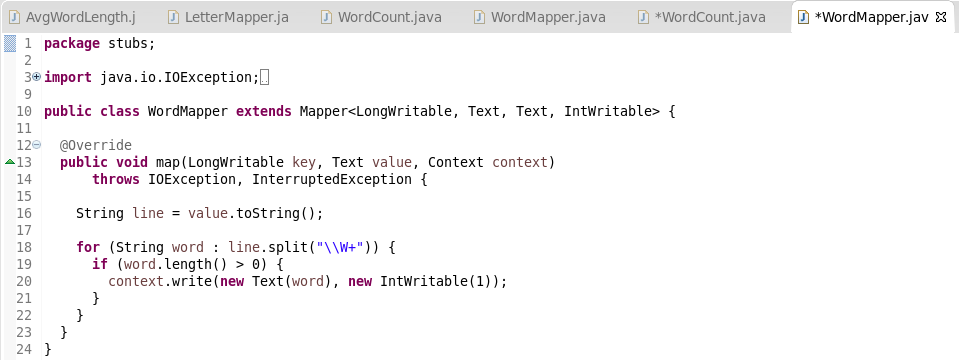 AvgWordLength.j LetterMapper.ja WordCount.java WordMapper.java *WordCount.java *WordMapper.jav
1 package stubs;
2
3 import java.io.IOException;
9
10 public class WordMapper extends Mapper<LongWritable, Text, Text, IntWritable> {
11
12 @Override
13 public void map(LongWritable key, Text value, Context context)
14 throws IOException, InterruptedException {
15
16 String line = value.toString();
17
18 for (String word : line.split("\\W+")) {
19 if (word.length() > 0) {
20 context.write(new Text(word), new IntWritable(1));
21 }
22 }
23 }
24 }